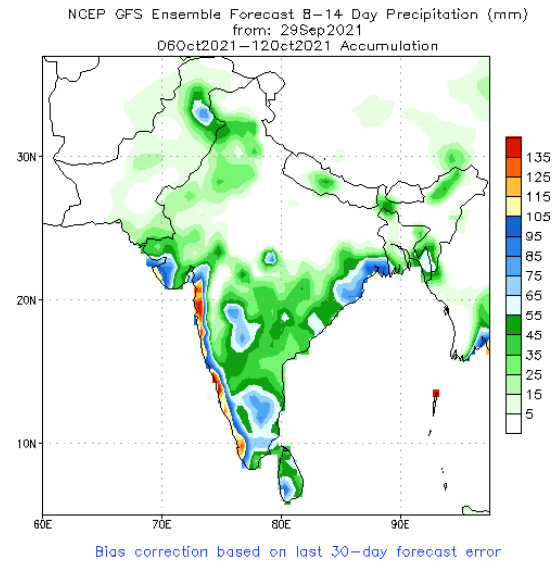 NCEP GFS Ensemble Forecast 8-14 Day Precipitation (mm)
from: 29Sep2021
06Oct2021-12Oct2021 Accumulation
30N
20N
10N
60E
70E
80E
90E
135
125
115
105
95
85
75
65
55
45
35
25
15
5
Bias correction based on last 30-day forecast error